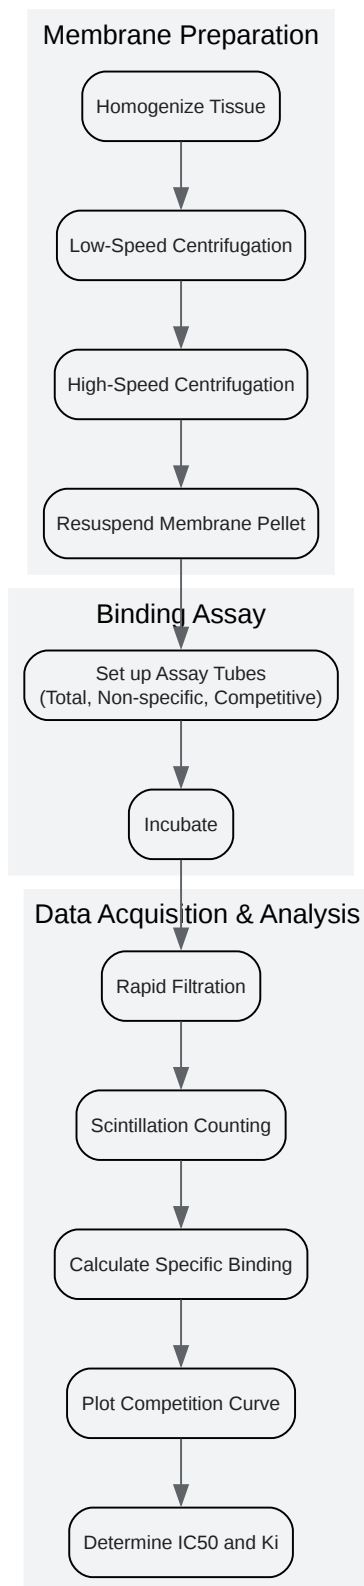 Membrane Preparation
Homogenize Tissue
Low-Speed Centrifugation
High-Speed Centrifugation
Resuspend Membrane Pellet
Binding Assay
Set up Assay Tubes
(Total, Non-specific, Competitive)
Incubate
Data Acquisition & Analysis
Rapid Filtration
Scintillation Counting
Calculate Specific Binding
Plot Competition Curve
Determine IC50 and Ki